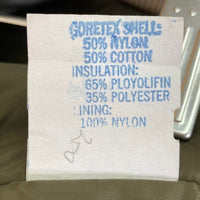 GORETEX SHELL:
50% NYLON
50% COTTON
INSULATION:
65% PLOYOLIFIN
35% POLYESTER
LINING:
100% NYLON